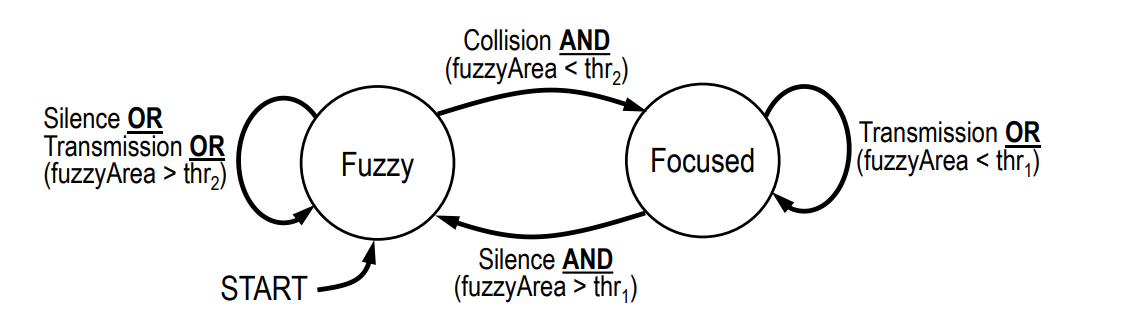 Collision AND
(fuzzyArea < thr₂)
Silence OR
Transmission OR
(fuzzyArea > thr₂)
Fuzzy
Focused
Transmission OR
(fuzzyArea < thr₁)
Silence AND
(fuzzyArea > thr₁)
START